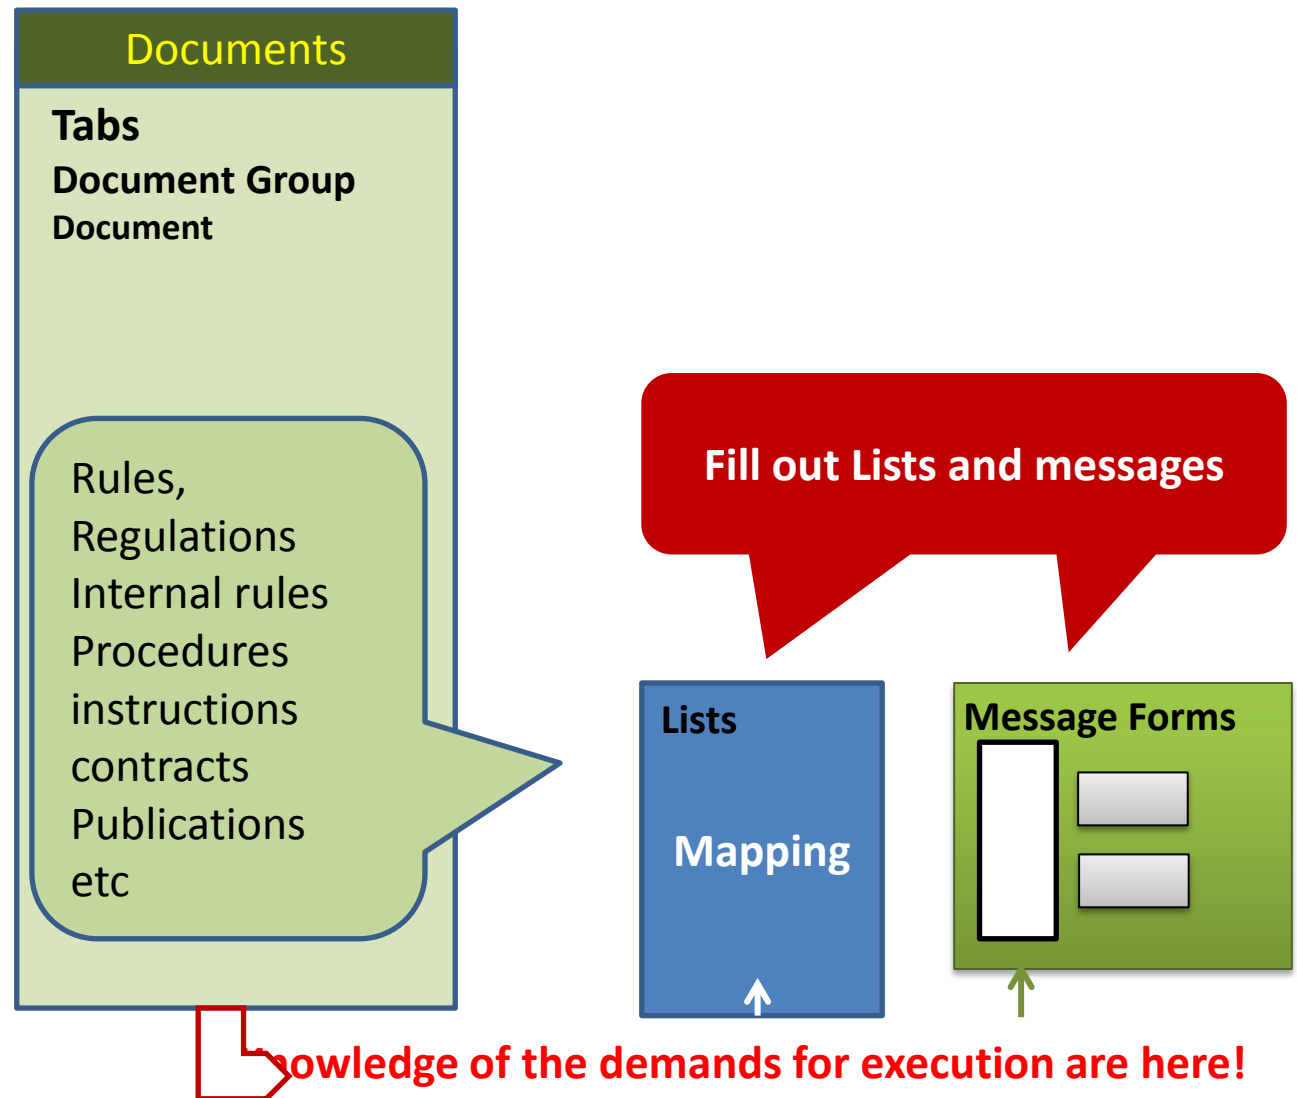 Documents
Tabs
Document Group
Document
Rules,
Regulations
Internal rules
Procedures
instructions
contracts
Publications
etc
Fill out Lists and messages
Lists
Mapping
Message Forms
of the demands for execution are here!